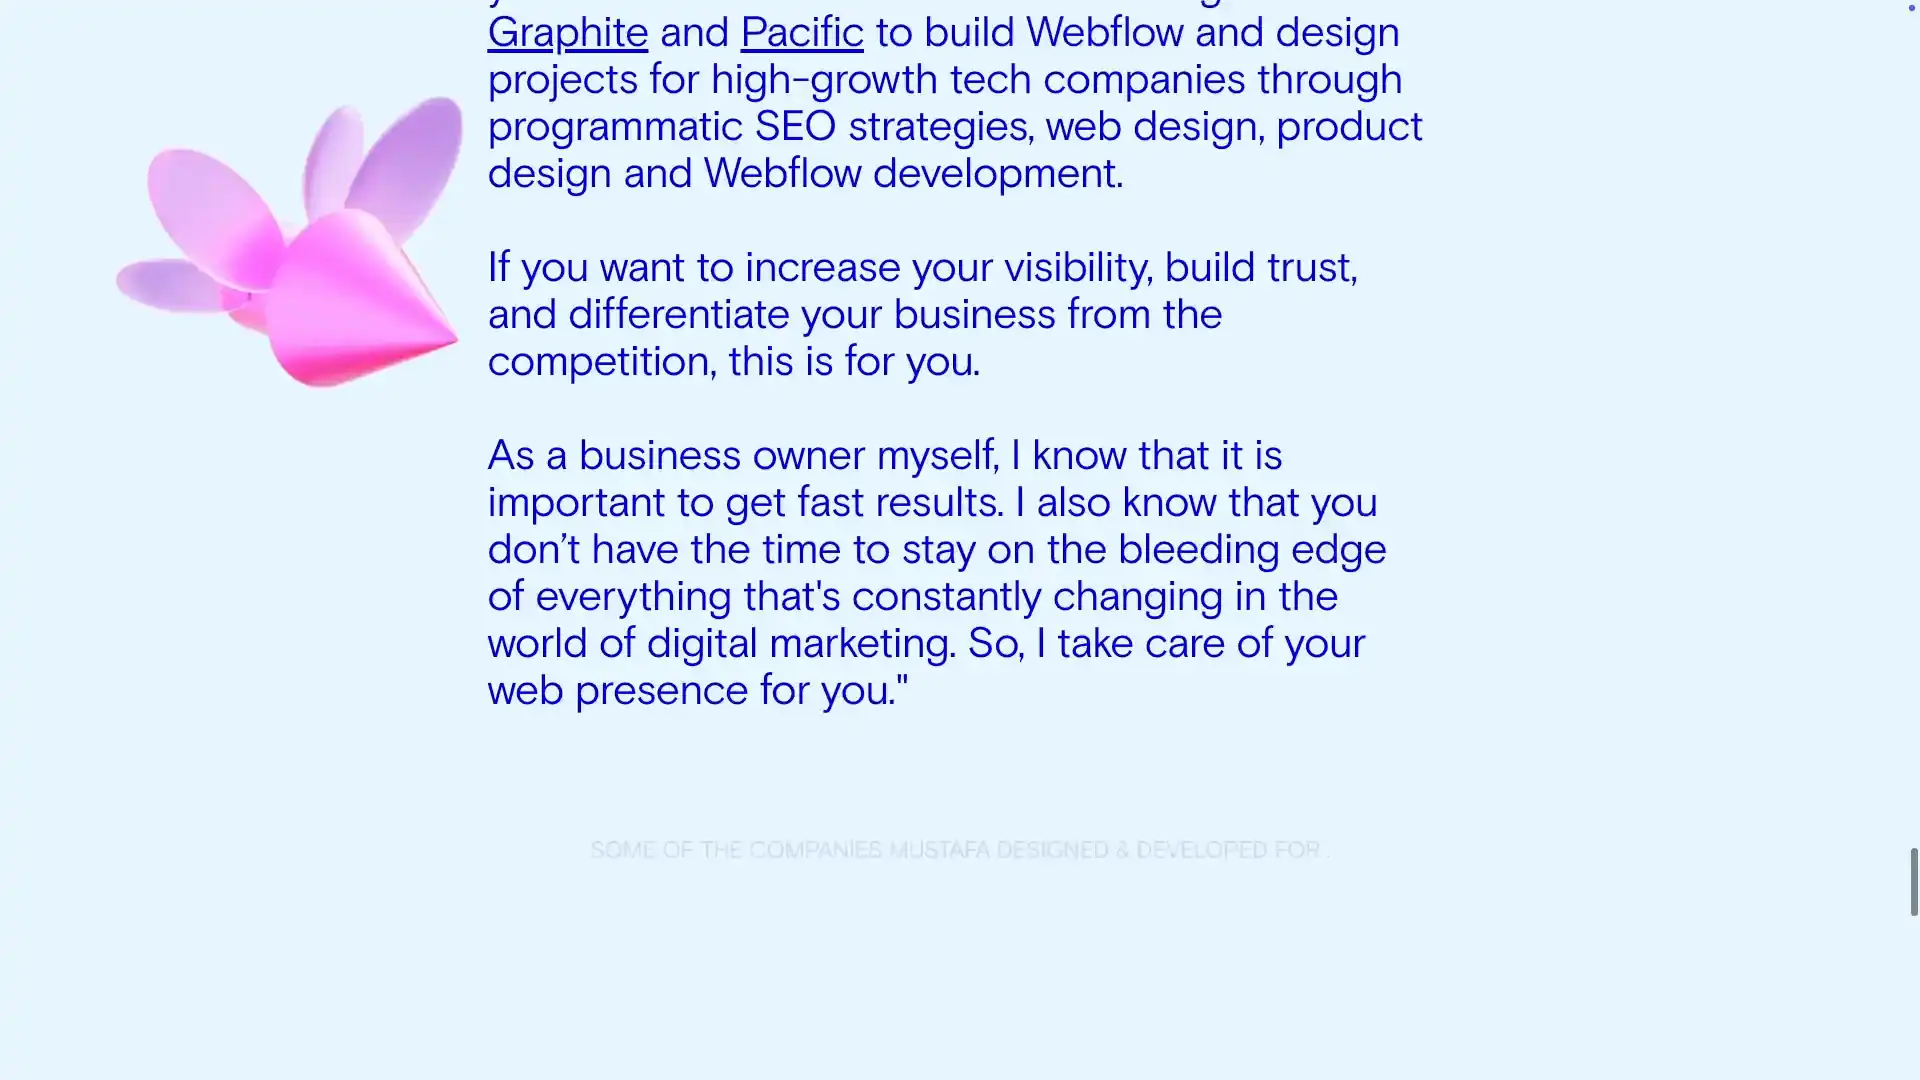 Graphite and Pacific to build Webflow and design
projects for high-growth tech companies through
programmatic SEO strategies, web design, product
design and Webflow development.
If you want to increase your visibility, build trust,
and differentiate your business from the
competition, this is for you.
As a business owner myself, I know that it is
important to get fast results. I also know that you
don’t have the time to stay on the bleeding edge
of everything that's constantly changing in the
world of digital marketing. So, I take care of your
web presence for you."
SOME OF THE COMPANIES MUSTAFA DESIGNED & DEVELOPED FOR .